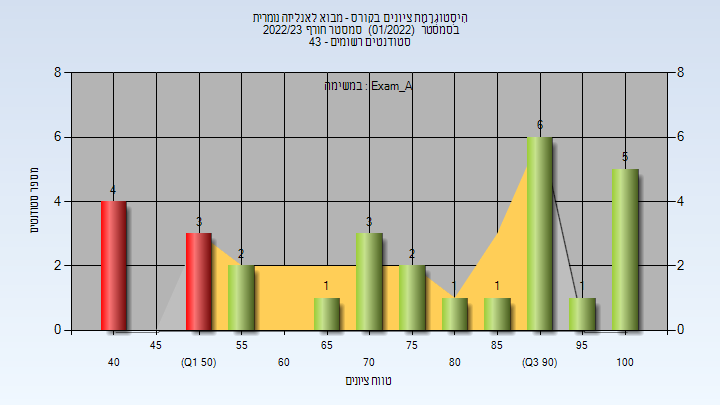 היסטוגרמת ציונים בקורס - מבוא לאנליזה נומרית
בסמסטר (01/2022) סמסטר חורף 2022/23
סטודנטים רשומים - 43
במשימה : Exam_A
מספר סטודנטים
8 8
6 6
4 4
2 2
0 0
4 3 2 1 3 2 1 1 6 1 5
45 55 65 75 85 95
40 (Q1 50) 60 70 80 (Q3 90) 100
טווח ציונים